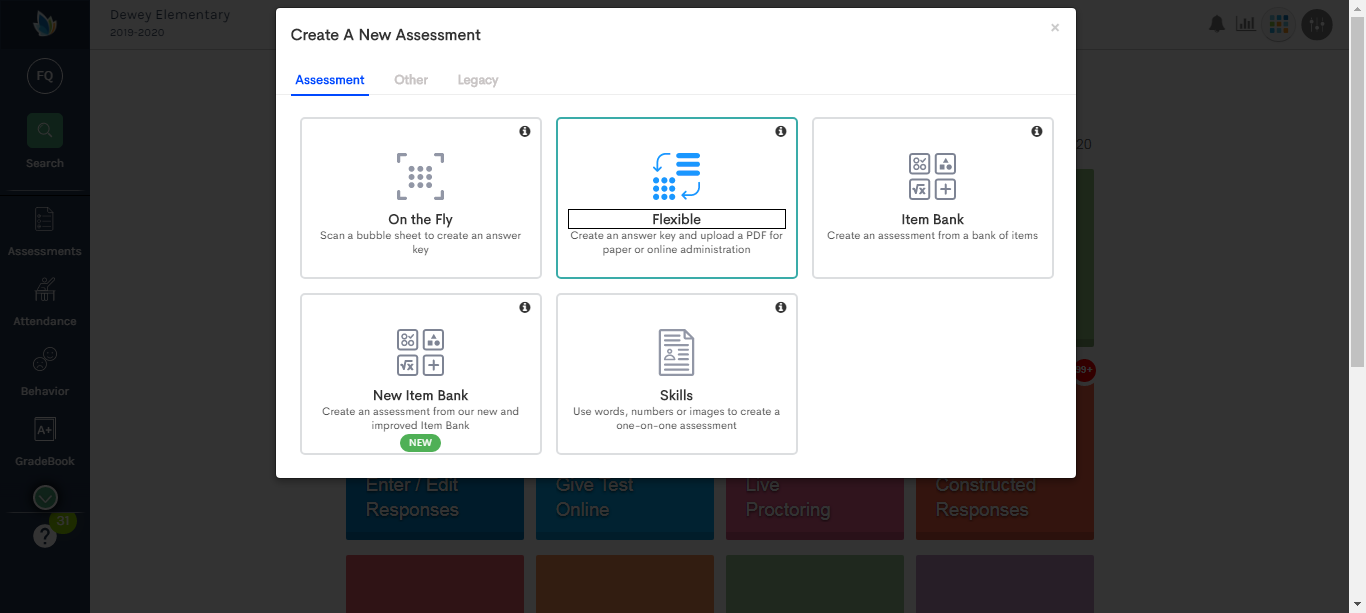 Dewey Elementary
2019-2020
FQ
Search
Assessments
Attendance
Behavior
A+
GradeBook
31
?
Create A New Assessment
×
Assessment Other Legacy
On the Fly
Scan a bubble sheet to create an answer
key
Flexible
Create an answer key and upload a PDF for
paper or online administration
Item Bank
Create an assessment from a bank of items
New Item Bank
Create an assessment from our new and
improved Item Bank
NEW
Skills
Use words, numbers or images to create a
one-on-one assessment
20
99+
Enter / Edit
Responses
Give Test
Online
Live
Proctoring
Constructed
Responses